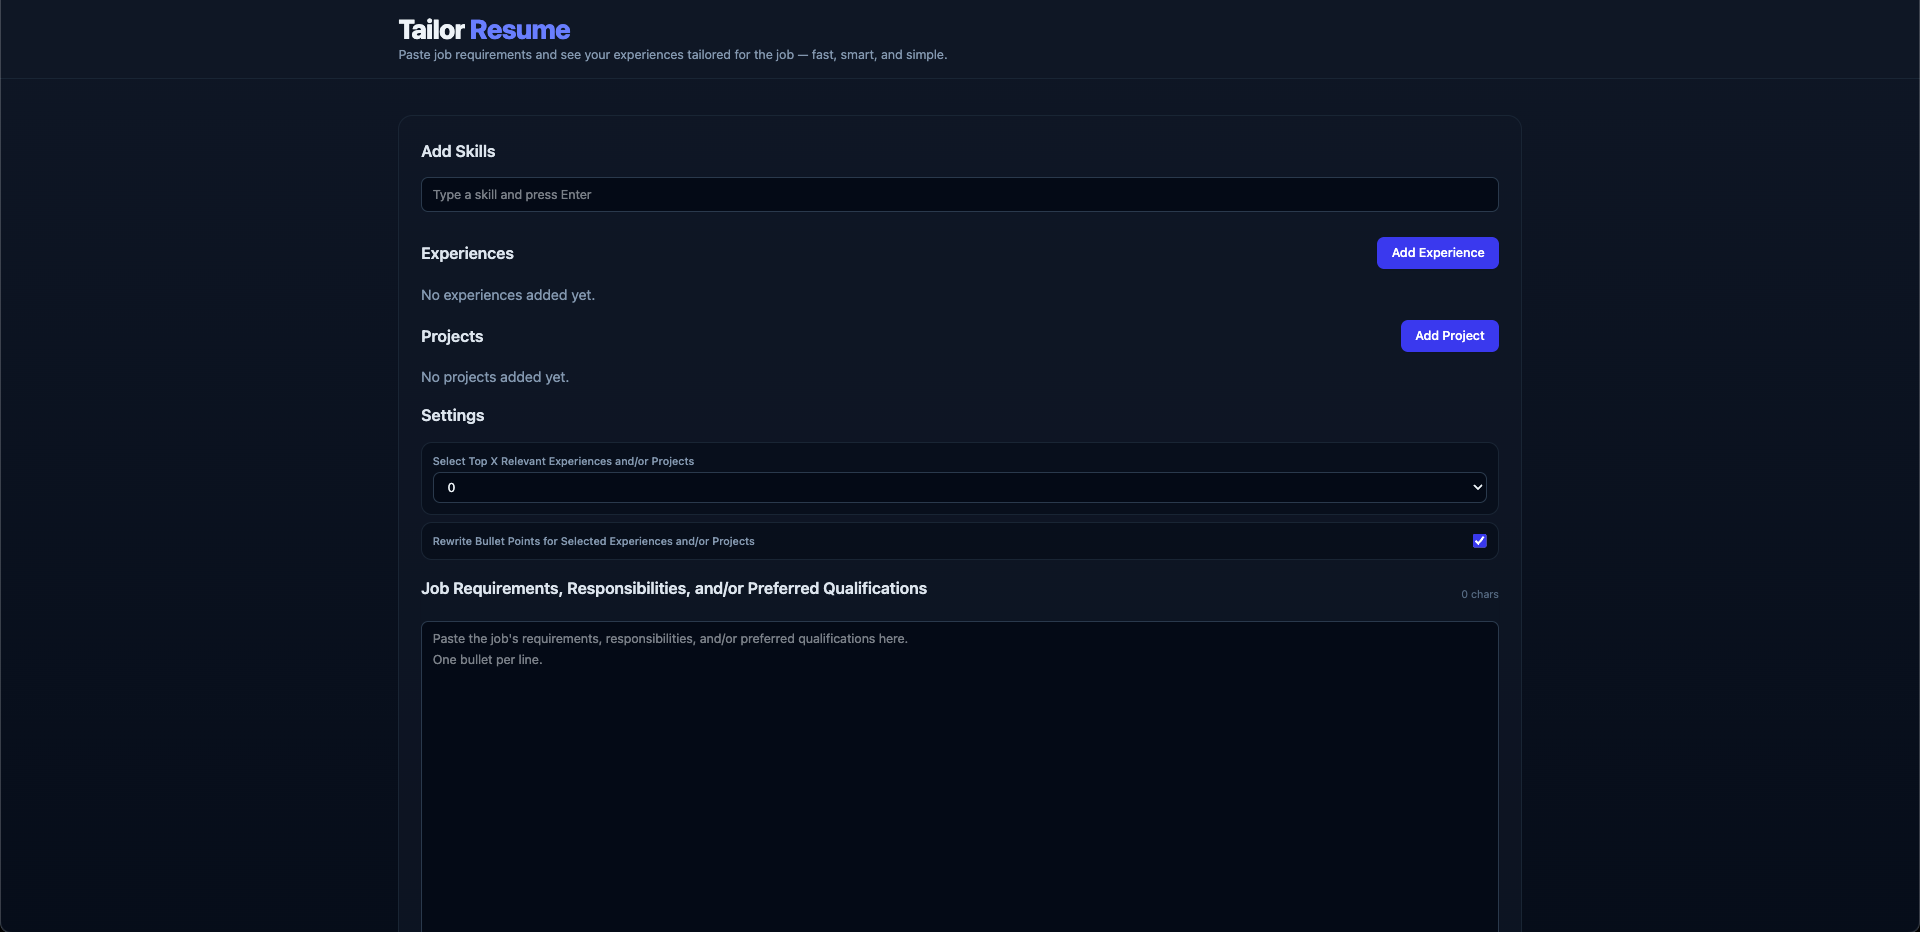 Tailor Resume
Paste job requirements and see your experiences tailored for the job — fast, smart, and simple.
Add Skills
Type a skill and press Enter
Experiences
Add Experience
No experiences added yet.
Projects
Add Project
No projects added yet.
Settings
Select Top X Relevant Experiences and/or Projects
0
Rewrite Bullet Points for Selected Experiences and/or Projects
Job Requirements, Responsibilities, and/or Preferred Qualifications
0 chars
Paste the job's requirements, responsibilities, and/or preferred qualifications here.
One bullet per line.